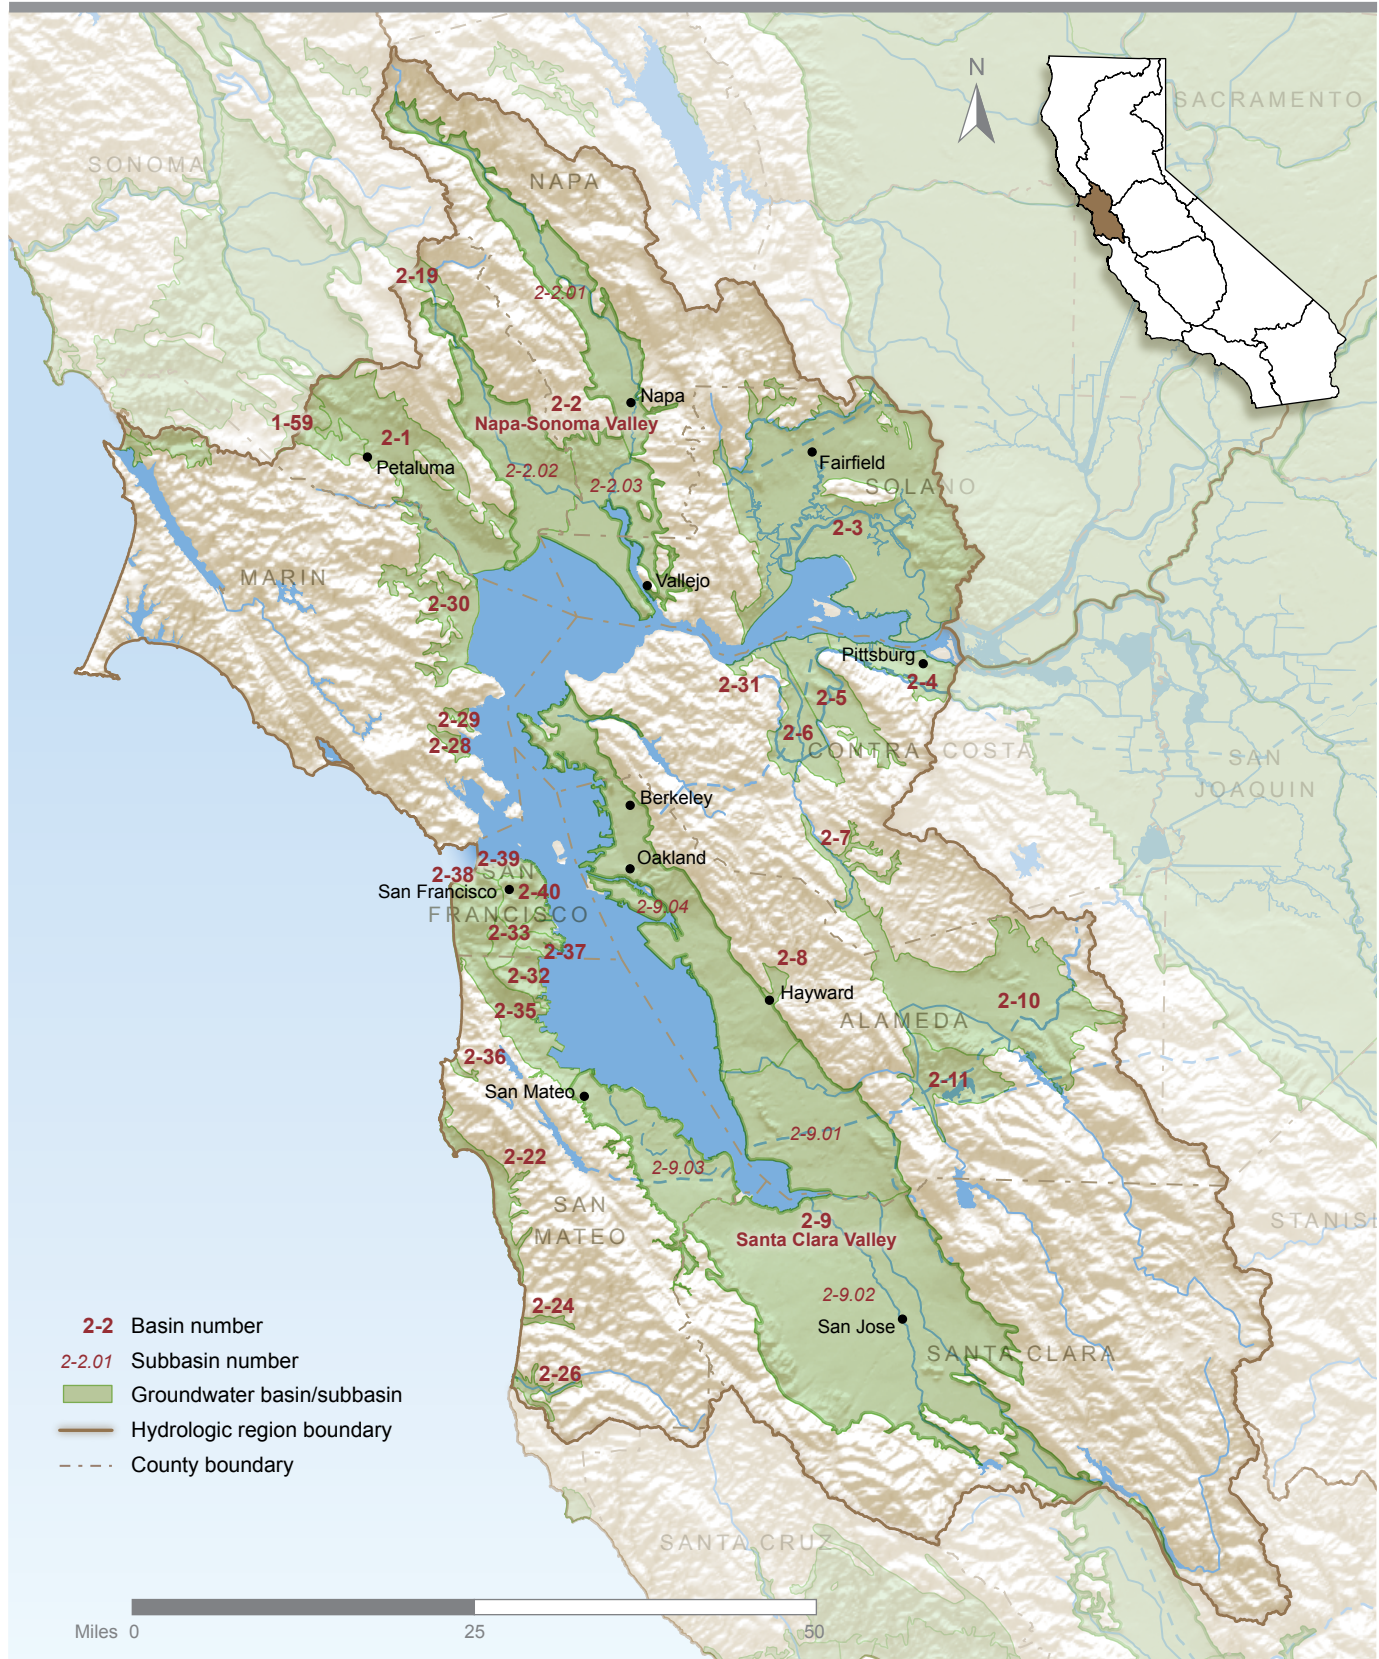 N
SACRAMENTO
SONOMA
NAPA
2-19
2-2.01
Napa
2-2
Napa-Sonoma Valley
1-59
2-1
Petaluma
Fairfield
2-2.02
2-2.03
SOLANO
2-3
MARIN
Vallejo
2-30
Pittsburg
2-31
2-5
2-4
2-29
2-6
2-28
CONTRA COSTA
SAN
JOAQUIN
Berkeley
2-7
Oakland
2-39
2-38
SAN
San Francisco
2-40
2-9.04
FRANCISCO
2-33
2-37
2-8
2-32
Hayward
2-10
2-35
ALAMEDA
2-36
2-11
San Mateo
2-9.01
2-22
2-9.03
SAN
MATEO
2-9
Santa Clara Valley
STANISL
2-9.02
2-24
San Jose
SANTA CLARA
2-26
2-2 Basin number
2-2.01 Subbasin number
Groundwater basin/subbasin
Hydrologic region boundary
County boundary
SANTA CRUZ
Miles 0 25 50